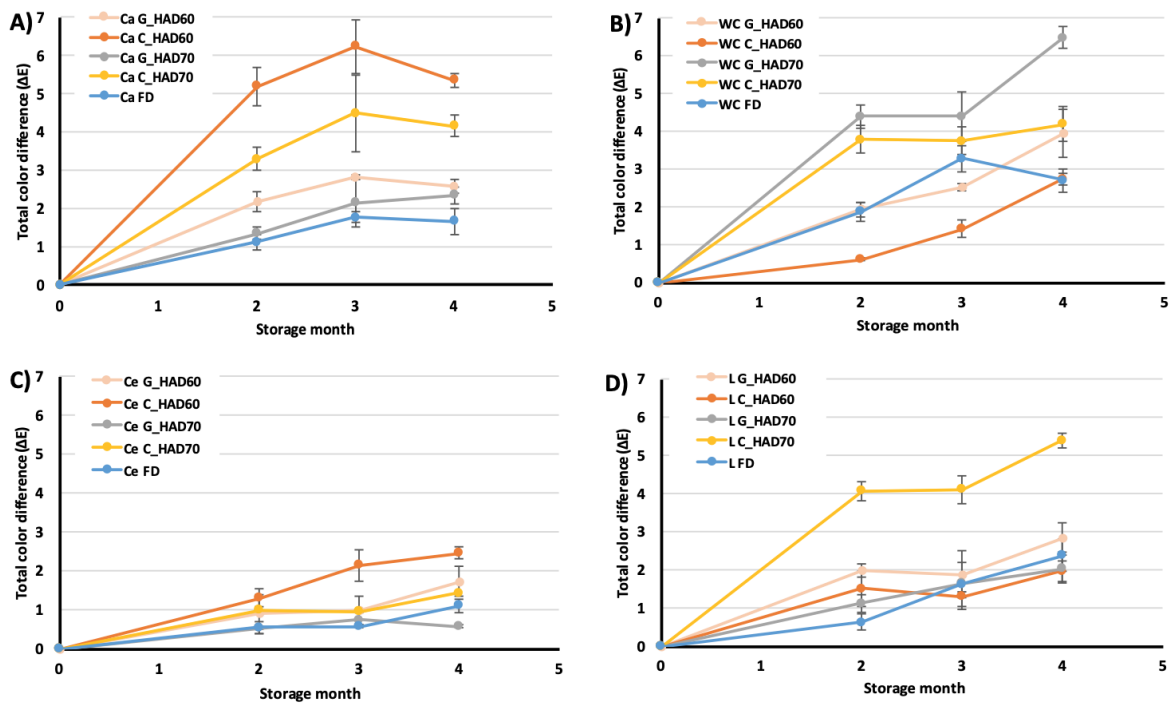 A)
Total color difference (ΔE)
7
6
5
4
3
2
1
0
Ca G_HAD60
Ca C_HAD60
Ca G_HAD70
Ca C_HAD70
Ca FD
0 1 2 3 4 5
Storage month
B)
Total color difference (ΔE)
7
6
5
4
3
2
1
0
WC G_HAD60
WC C_HAD60
WC G_HAD70
WC C_HAD70
WC FD
0 1 2 3 4 5
Storage month
C)
Total color difference (ΔE)
7
6
5
4
3
2
1
0
Ce G_HAD60
Ce C_HAD60
Ce G_HAD70
Ce C_HAD70
Ce FD
0 1 2 3 4 5
Storage month
D)
Total color difference (ΔE)
7
6
5
4
3
2
1
0
L G_HAD60
L C_HAD60
L G_HAD70
L C_HAD70
L FD
0 1 2 3 4 5
Storage month